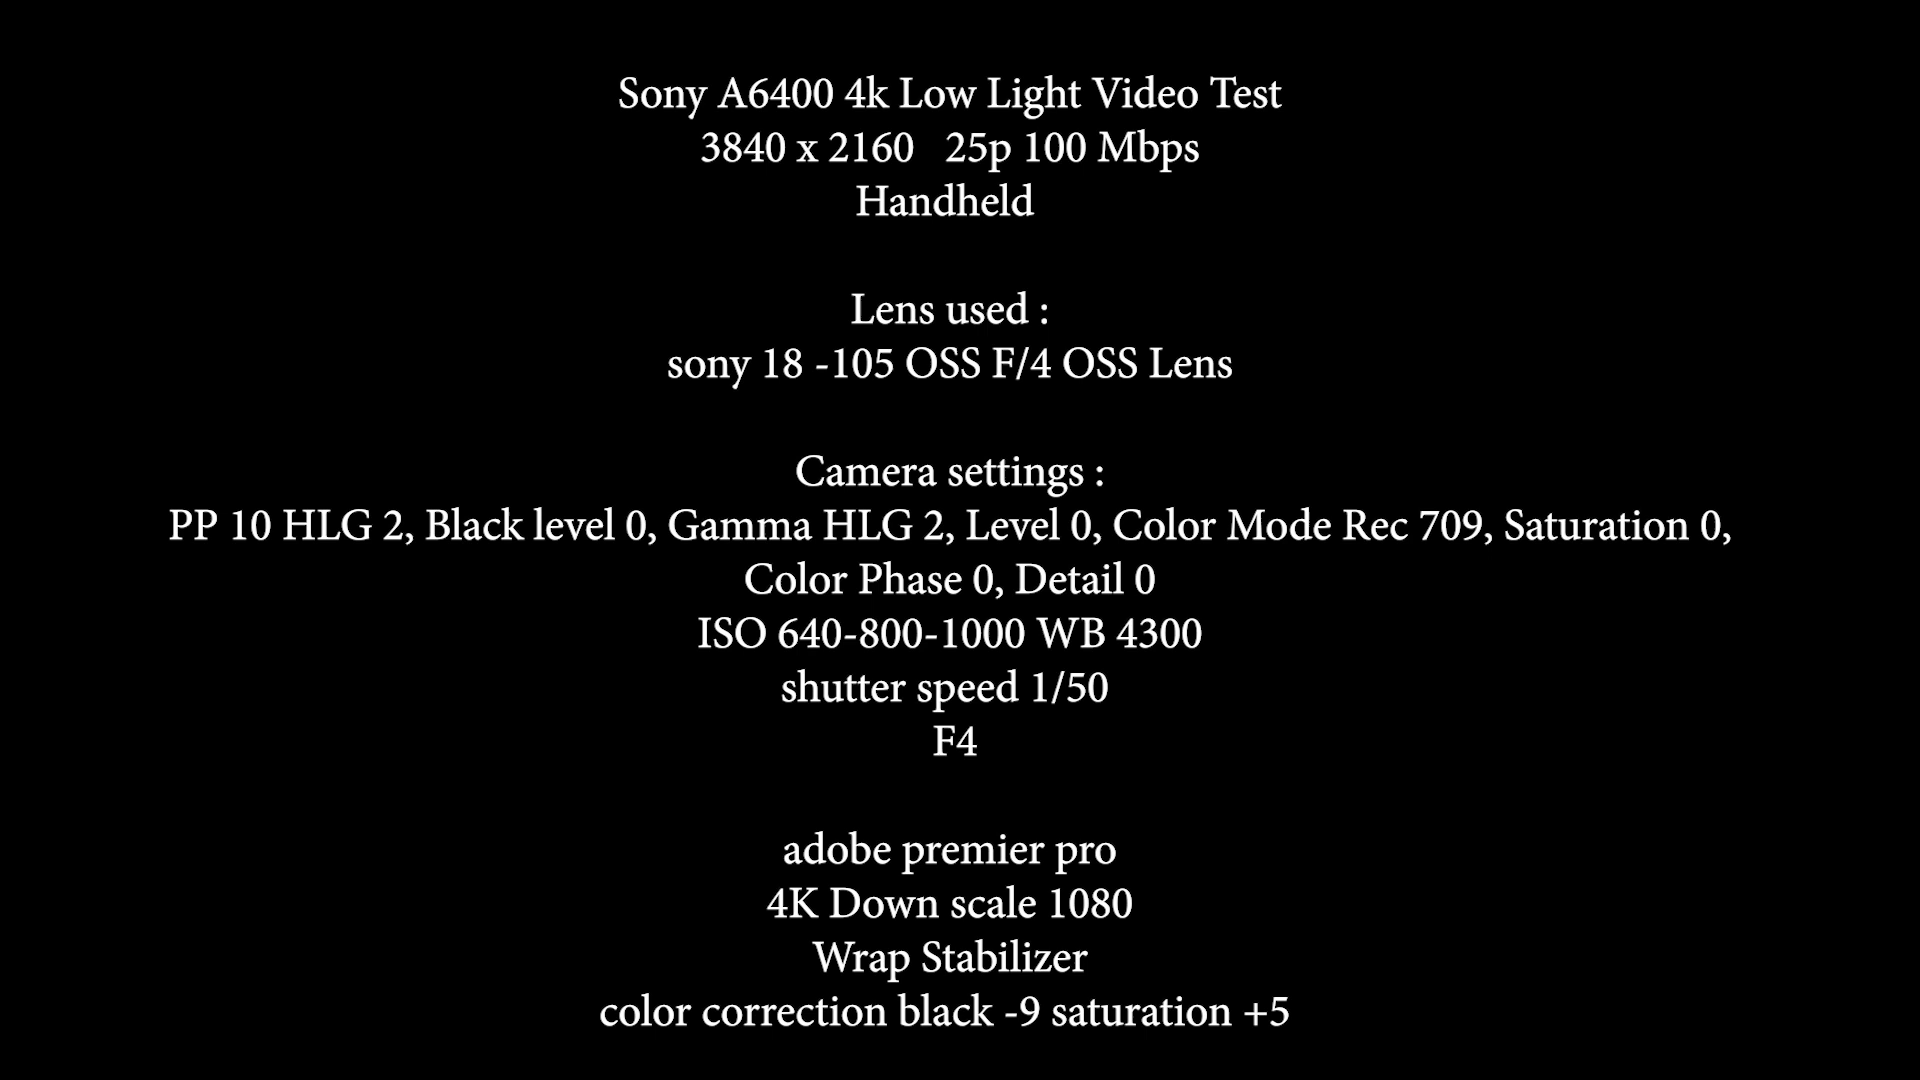 Sony A6400 4k Low Light Video Test
3840 x 2160 25p 100 Mbps
Handheld
Lens used :
sony 18 -105 OSS F/4 OSS Lens
Camera settings :
PP 10 HLG 2, Black level 0, Gamma HLG 2, Level 0, Color Mode Rec 709, Saturation 0,
Color Phase 0, Detail 0
ISO 640-800-1000 WB 4300
shutter speed 1/50
F4
adobe premier pro
4K Down scale 1080
Wrap Stabilizer
color correction black -9 saturation +5